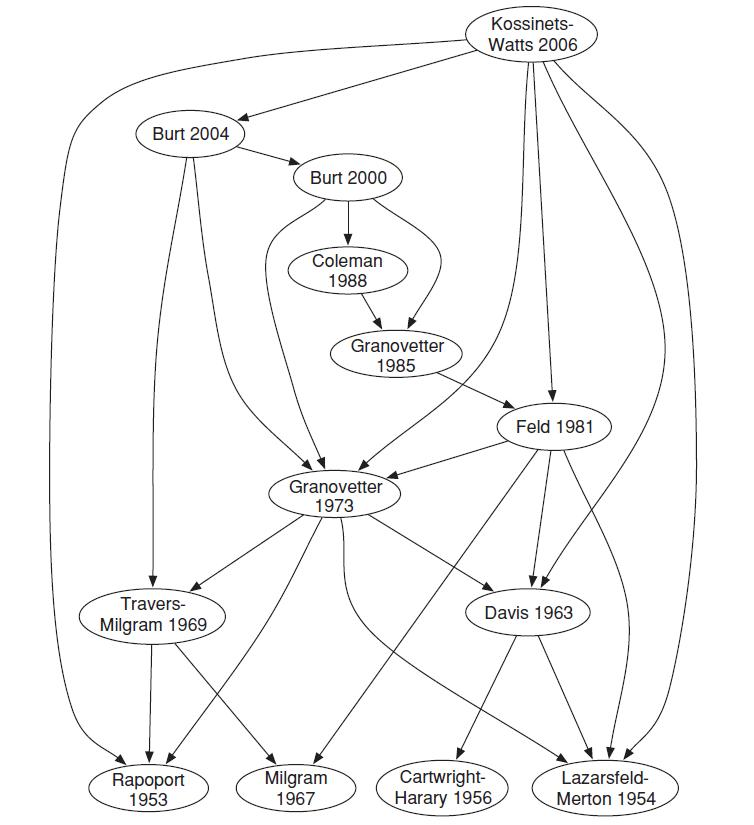 Kossinets-
Watts 2006
Burt 2004
Burt 2000
Coleman
1988
Granovetter
1985
Feld 1981
Granovetter
1973
Travers-
Milgram 1969
Davis 1963
Rapoport
1953
Milgram
1967
Cartwright-
Harary 1956
Lazarsfeld-
Merton 1954